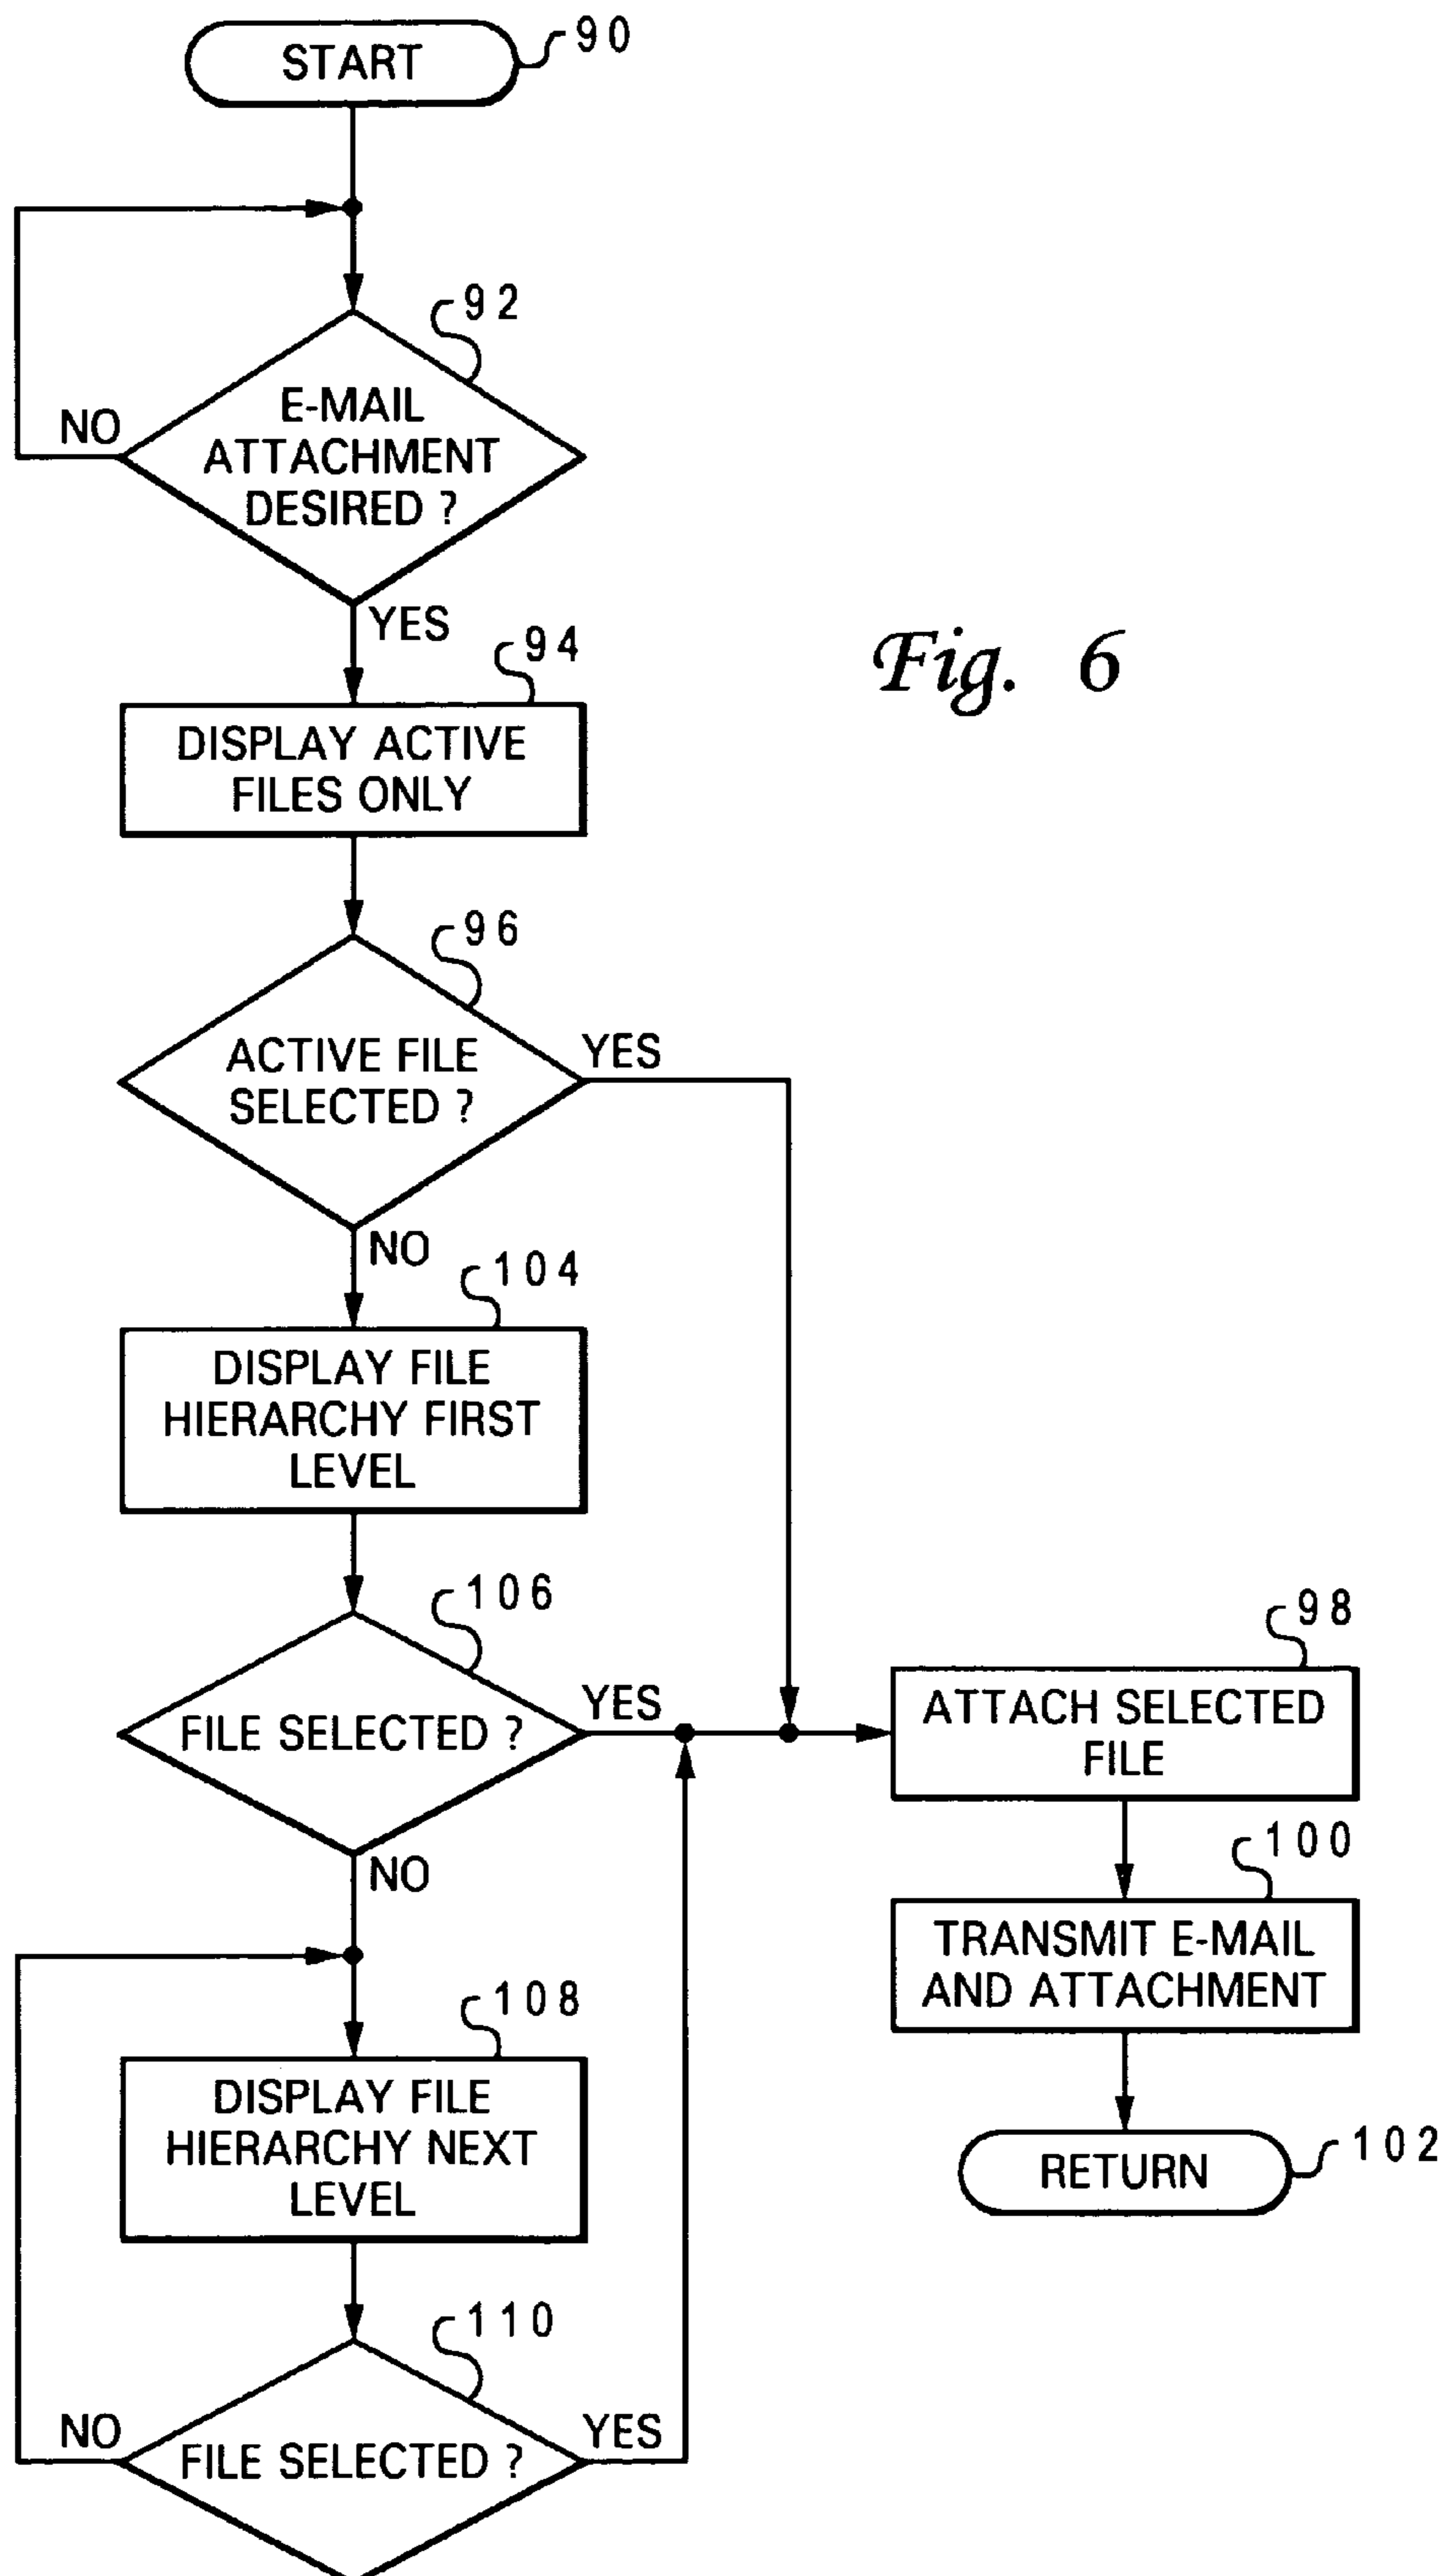 START
90
92
E-MAIL
ATTACHMENT
DESIRED ?
NO
YES
94
DISPLAY ACTIVE
FILES ONLY
Fig. 6
96
ACTIVE FILE
SELECTED ?
YES
NO
104
DISPLAY FILE
HIERARCHY FIRST
LEVEL
106
FILE SELECTED ?
YES
NO
98
ATTACH SELECTED
FILE
100
TRANSMIT E-MAIL
AND ATTACHMENT
RETURN
102
108
DISPLAY FILE
HIERARCHY NEXT
LEVEL
110
FILE SELECTED ?
NO
YES